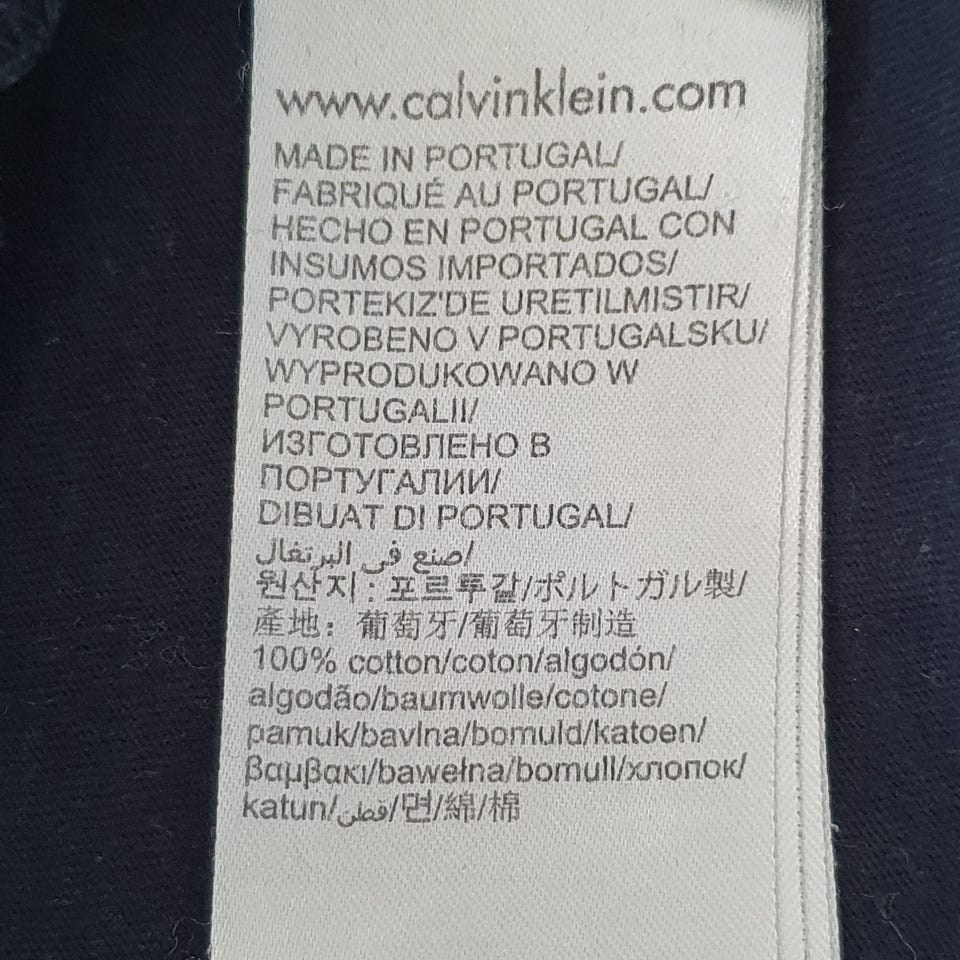 www.calvinklein.com
MADE IN PORTUGAL/
FABRIQUÉ AU PORTUGAL/
HECHO EN PORTUGAL CON
INSUMOS IMPORTADOS/
PORTEKIZ'DE URETILMISTIR/
VYROBENO V PORTUGALSKU/
WYPRODUKOWANO W
PORTUGALII/
ИЗГОТОВЛЕНО В
ПОРТУГАЛИИ/
DIBUAT DI PORTUGAL/
صنع في البرتغال/
원산지 : 포르투갈/ポルトガル製/
產地：葡萄牙/葡萄牙制造
100% cotton/coton/algodón/
algodão/baumwolle/cotone/
pamuk/bavlna/bomuld/katoen/
βαμβακι/bawełna/bomull/хлопок/
katun/قطن/면/綿/棉